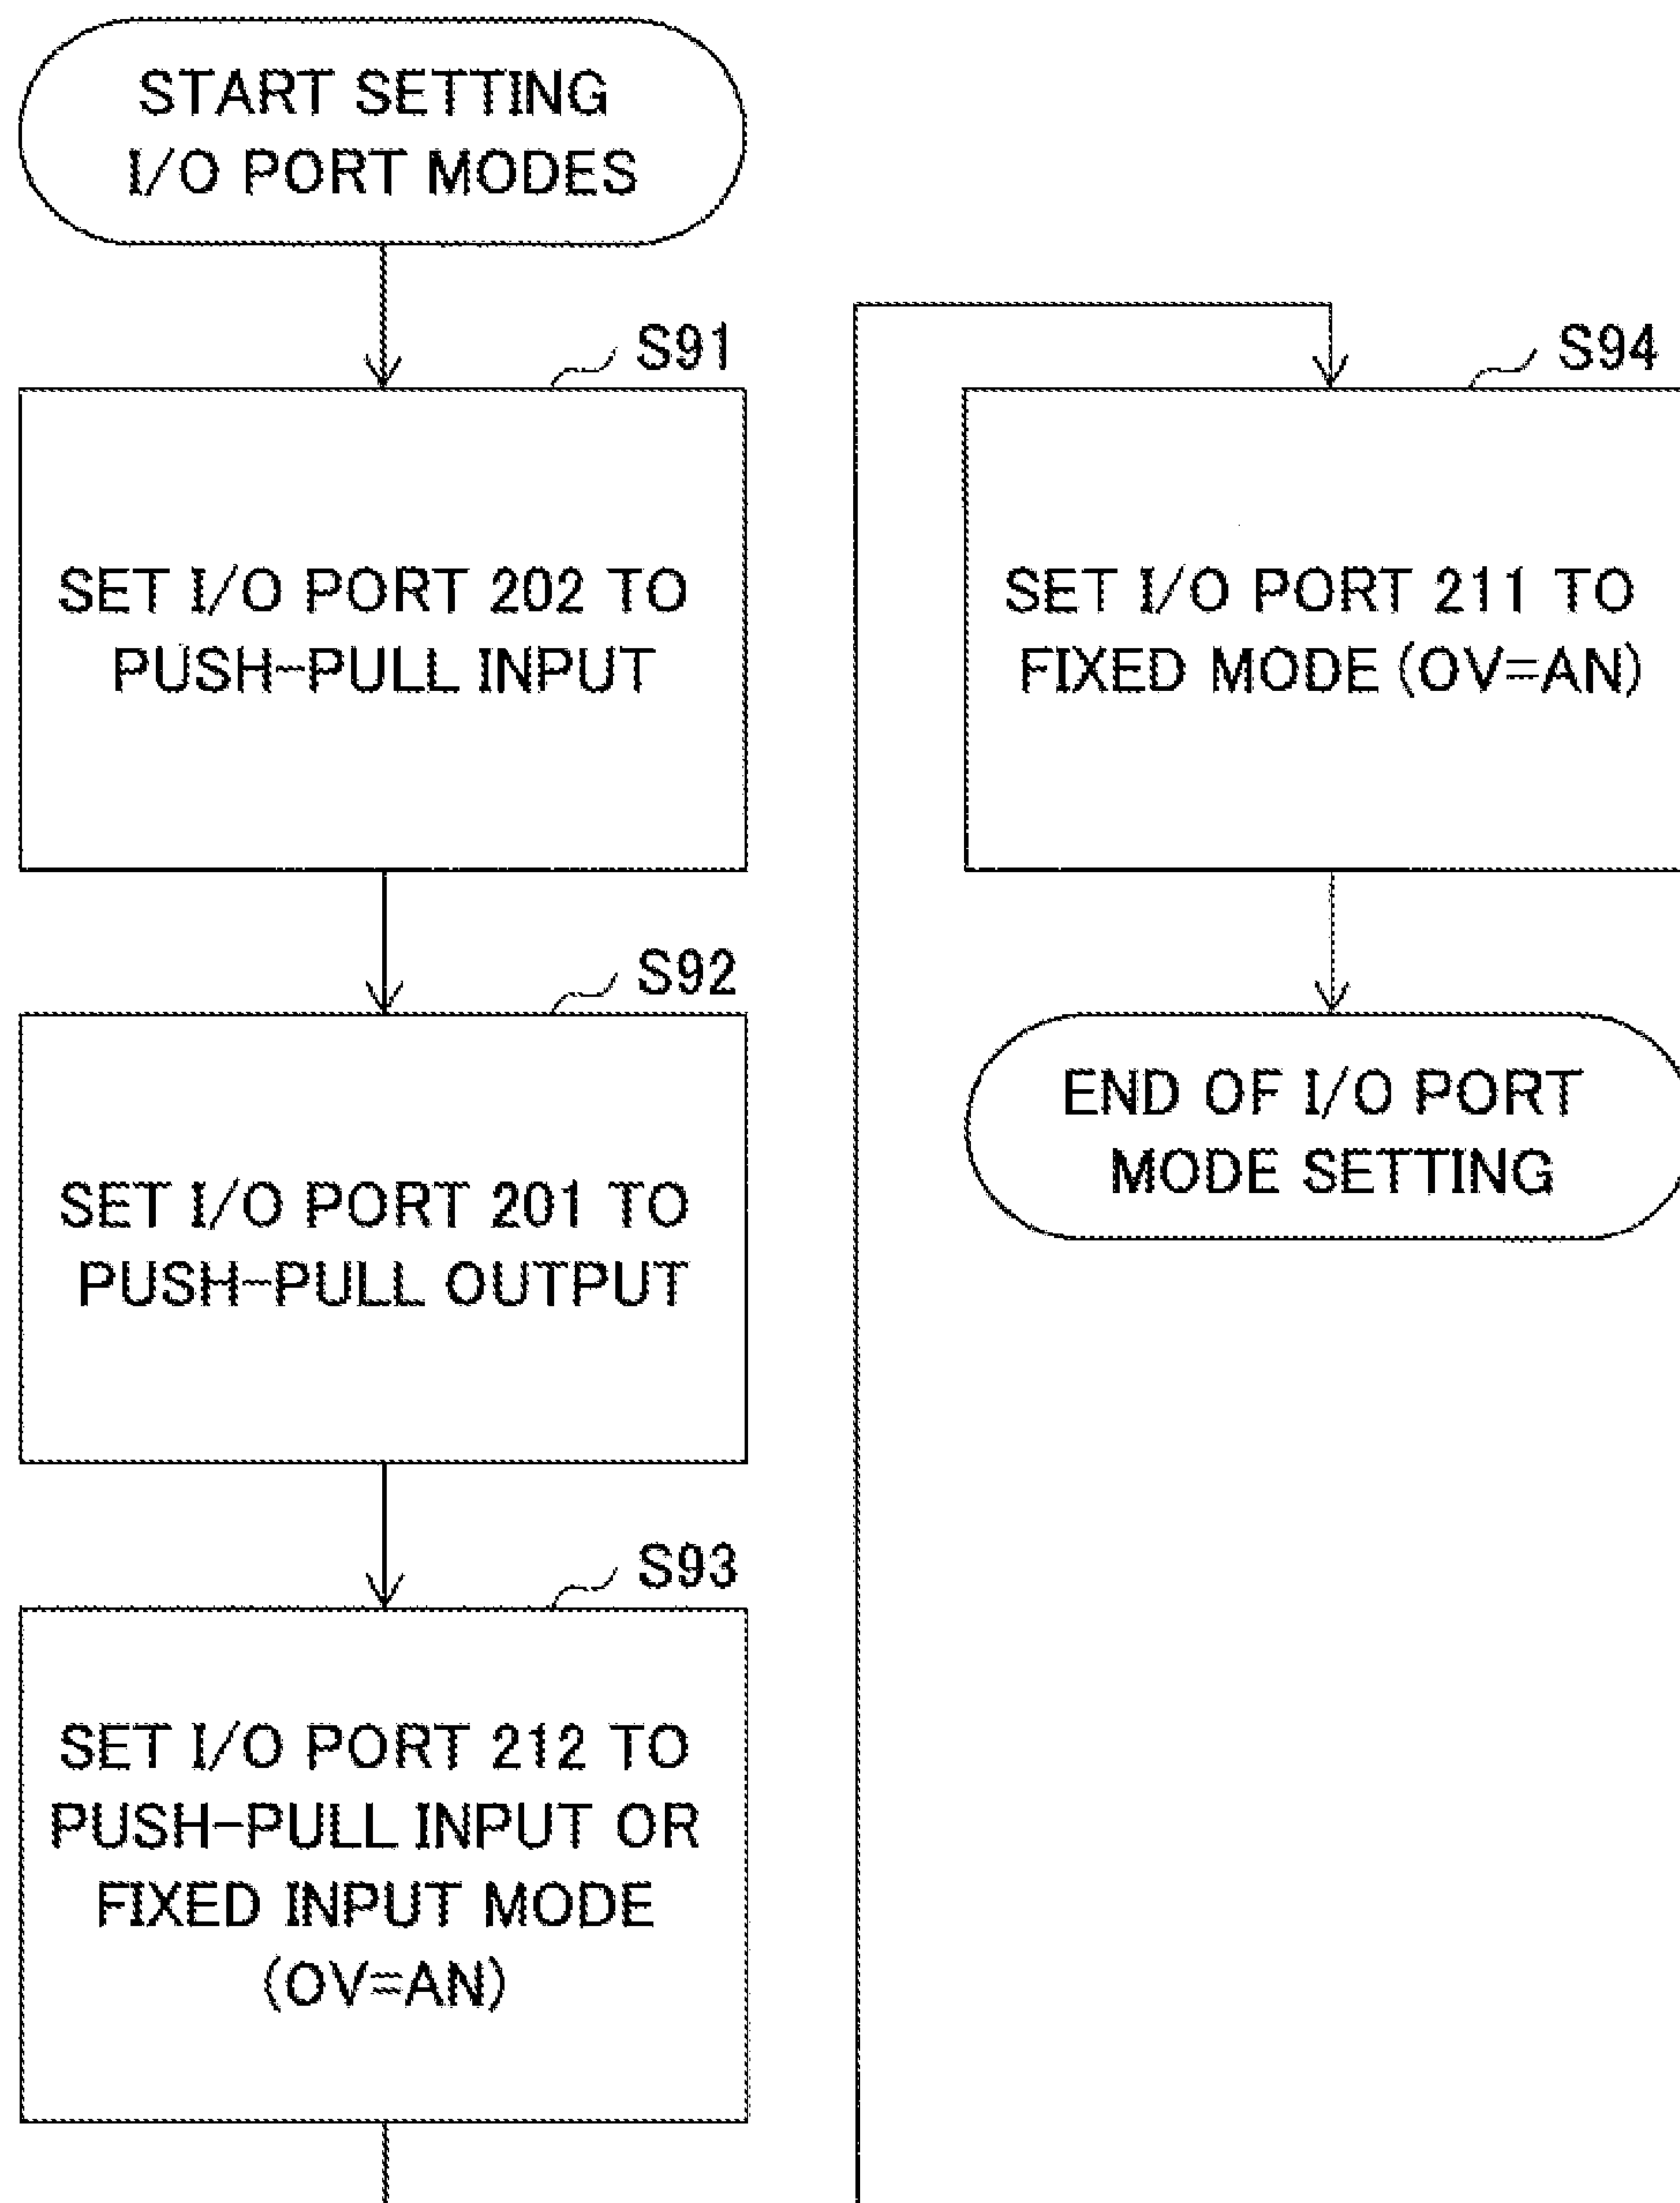 START SETTING
I/O PORT MODES
S91
SET I/O PORT 202 TO
PUSH-PULL INPUT
S92
SET I/O PORT 201 TO
PUSH-PULL OUTPUT
S93
SET I/O PORT 212 TO
PUSH-PULL INPUT OR
FIXED INPUT MODE
(OV=AN)
S94
SET I/O PORT 211 TO
FIXED MODE (OV=AN)
END OF I/O PORT
MODE SETTING